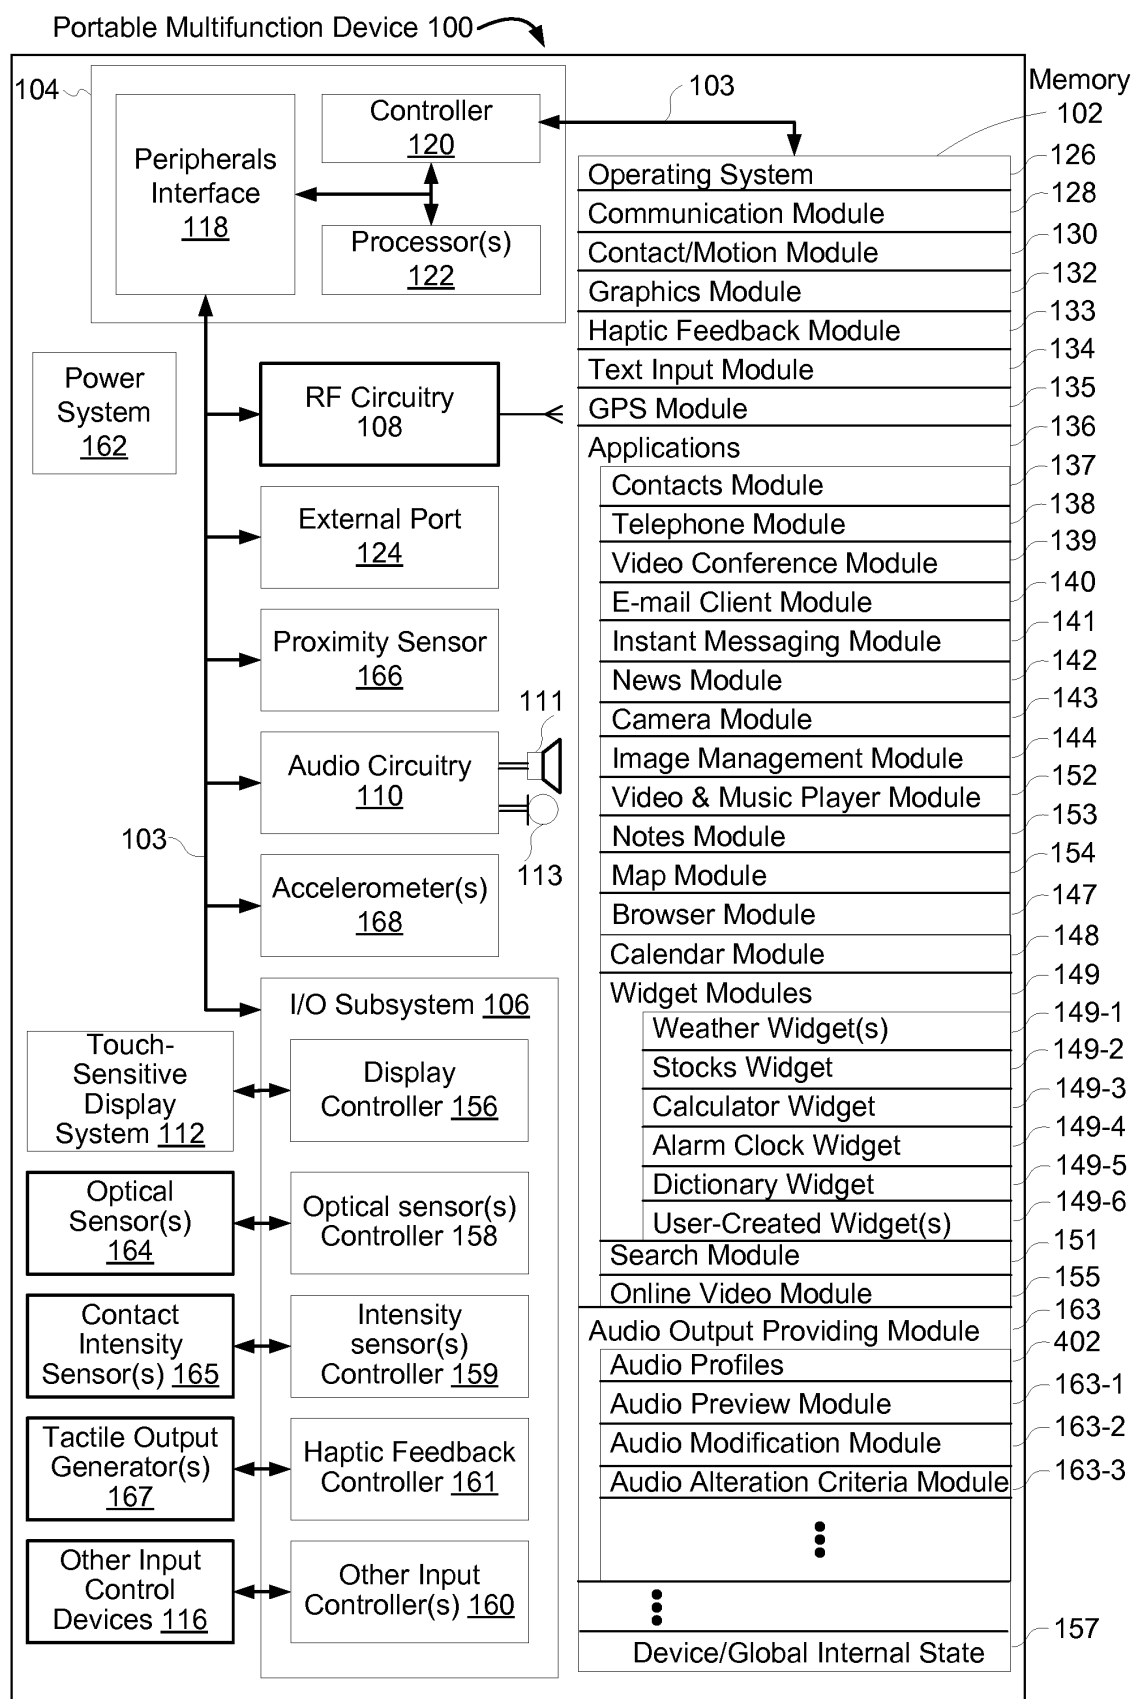 Portable Multifunction Device 100
104
Peripherals
Interface
118
Controller
120
Processor(s)
122
103
Memory
102
Power
System
162
RF Circuitry
108
External Port
124
Proximity Sensor
166
Audio Circuitry
110
111
113
103
Accelerometer(s)
168
I/O Subsystem 106
Touch-
Sensitive
Display
System 112
Display
Controller 156
Optical
Sensor(s)
164
Optical sensor(s)
Controller 158
Contact
Intensity
Sensor(s) 165
Intensity
sensor(s)
Controller 159
Tactile Output
Generator(s)
167
Haptic Feedback
Controller 161
Other Input
Control
Devices 116
Other Input
Controller(s) 160
Operating System 126
Communication Module 128
Contact/Motion Module 130
Graphics Module 132
Haptic Feedback Module 133
Text Input Module 134
GPS Module 135
Applications 136
Contacts Module 137
Telephone Module 138
Video Conference Module 139
E-mail Client Module 140
Instant Messaging Module 141
News Module 142
Camera Module 143
Image Management Module 144
Video & Music Player Module 152
Notes Module 153
Map Module 154
Browser Module 147
Calendar Module 148
Widget Modules 149
Weather Widget(s) 149-1
Stocks Widget 149-2
Calculator Widget 149-3
Alarm Clock Widget 149-4
Dictionary Widget 149-5
User-Created Widget(s) 149-6
Search Module 151
Online Video Module 155
Audio Output Providing Module 163
Audio Profiles 402
Audio Preview Module 163-1
Audio Modification Module 163-2
Audio Alteration Criteria Module 163-3
Device/Global Internal State 157